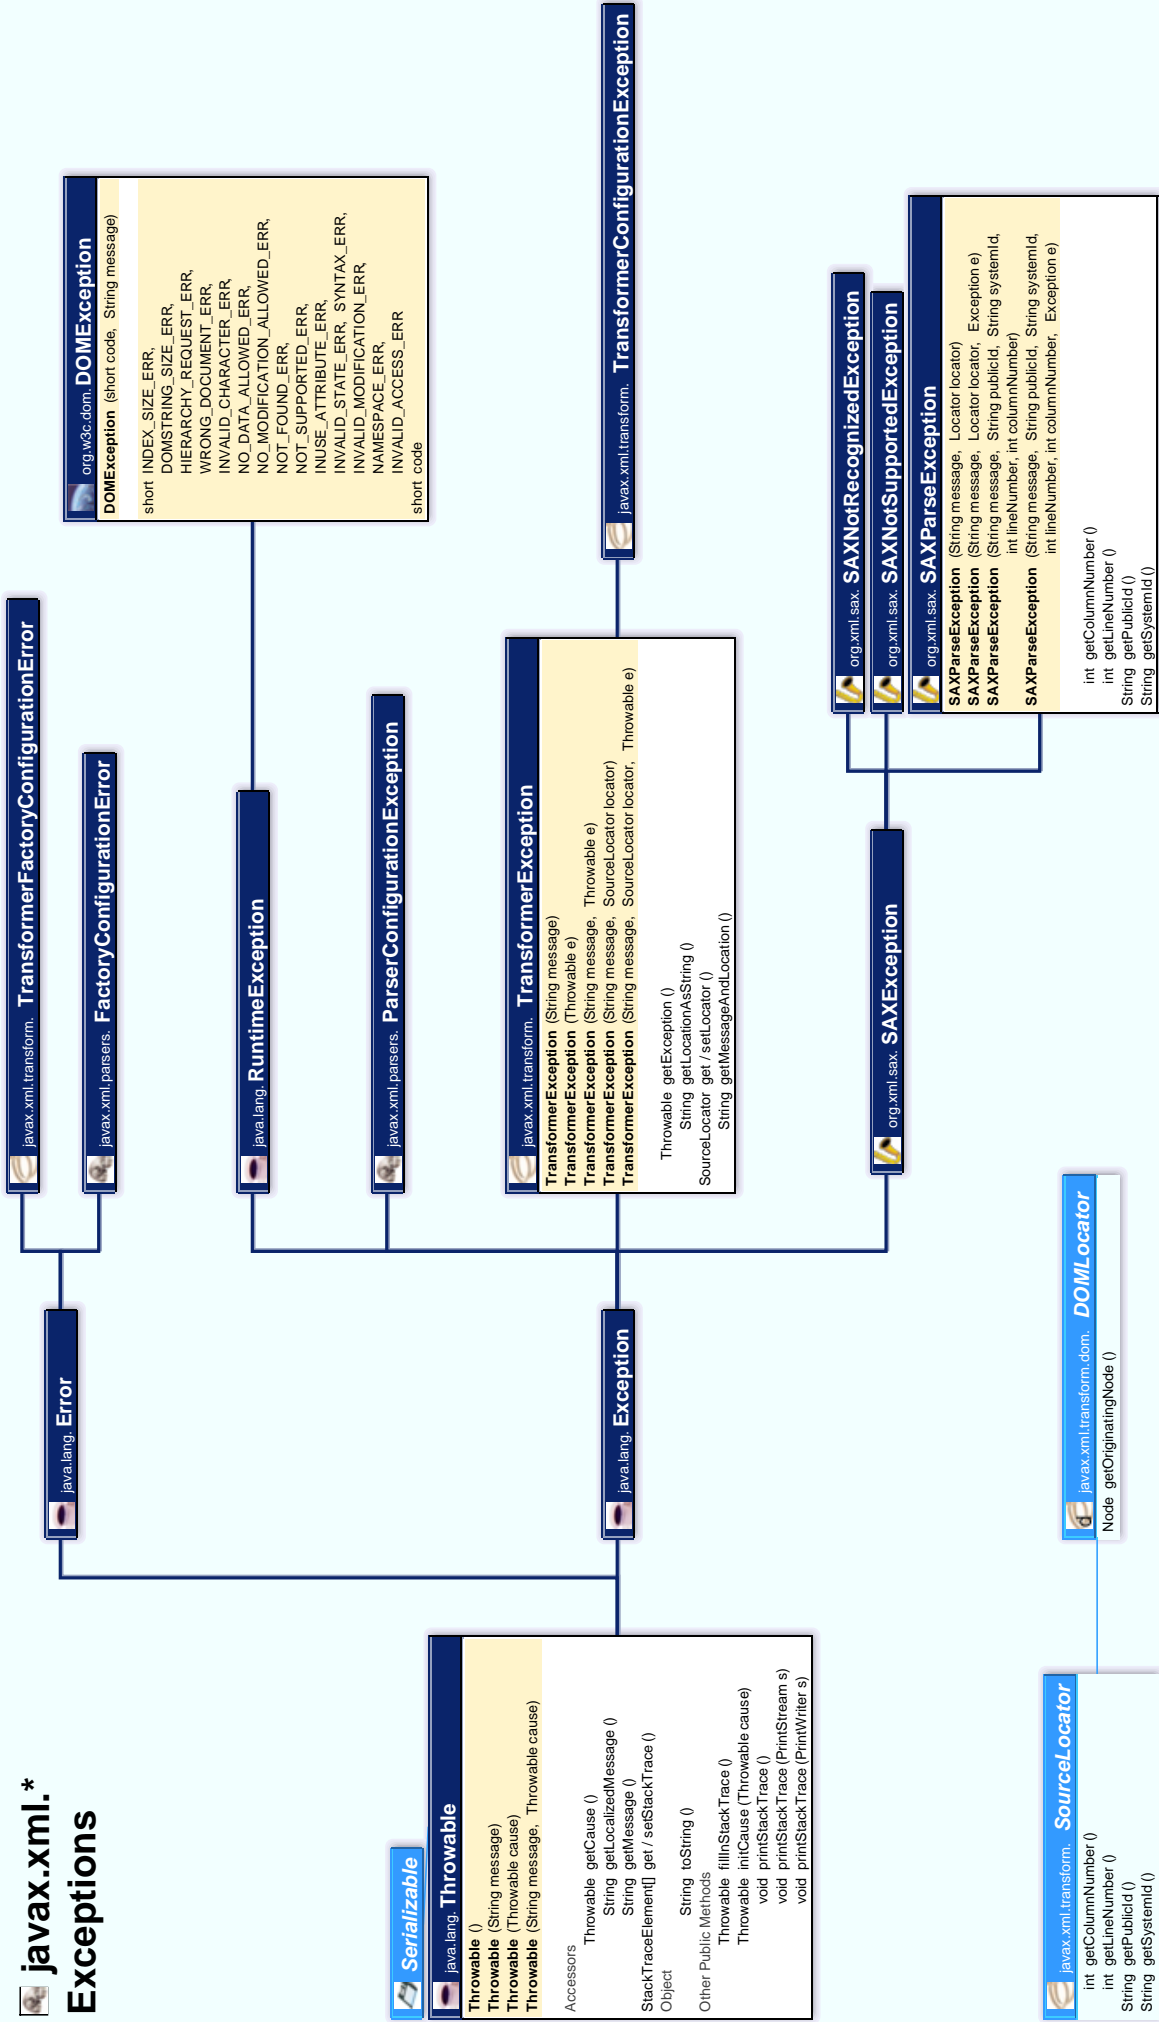 javax.xml.*
Exceptions
Serializable
java.lang. Throwable
Throwable ()
Throwable (String message)
Throwable (Throwable cause)
Throwable (String message, Throwable cause)
Accessors
Throwable getCause ()
String getLocalizedMessage ()
String getMessage ()
StackTraceElement[] get / setStackTrace ()
Object
String toString ()
Other Public Methods
Throwable fillInStackTrace ()
Throwable initCause (Throwable cause)
void printStackTrace ()
void printStackTrace (PrintStream s)
void printStackTrace (PrintWriter s)
javax.xml.transform. SourceLocator
int getColumnNumber ()
int getLineNumber ()
String getPublicId ()
String getSystemId ()
java.lang. Error
java.lang. Exception
javax.xml.transform.dom. DOMLocator
Node getOriginatingNode ()
javax.xml.transform. TransformerFactoryConfigurationError
javax.xml.parsers. FactoryConfigurationError
java.lang. RuntimeException
javax.xml.parsers. ParserConfigurationException
javax.xml.transform. TransformerException
TransformerException (String message)
TransformerException (Throwable e)
TransformerException (String message, Throwable e)
TransformerException (String message, SourceLocator locator)
TransformerException (String message, SourceLocator locator, Throwable e)
Throwable getException ()
String getLocationAsString ()
SourceLocator get / setLocator ()
String getMessageAndLocation ()
org.xml.sax. SAXException
org.w3c.dom. DOMException
DOMException (short code, String message)
short INDEX_SIZE_ERR,
DOMSTRING_SIZE_ERR,
HIERARCHY_REQUEST_ERR,
WRONG_DOCUMENT_ERR,
INVALID_CHARACTER_ERR,
NO_DATA_ALLOWED_ERR,
NO_MODIFICATION_ALLOWED_ERR,
NOT_FOUND_ERR,
NOT_SUPPORTED_ERR,
INUSE_ATTRIBUTE_ERR,
INVALID_STATE_ERR, SYNTAX_ERR,
INVALID_MODIFICATION_ERR,
NAMESPACE_ERR,
INVALID_ACCESS_ERR
short code
javax.xml.transform. TransformerConfigurationException
org.xml.sax. SAXNotRecognizedException
org.xml.sax. SAXNotSupportedException
org.xml.sax. SAXParseException
SAXParseException (String message, Locator locator)
SAXParseException (String message, Locator locator, Exception e)
SAXParseException (String message, String publicId, String systemId,
int lineNumber, int columnNumber)
SAXParseException (String message, String publicId, String systemId,
int lineNumber, int columnNumber, Exception e)
int getColumnNumber ()
int getLineNumber ()
String getPublicId ()
String getSystemId ()